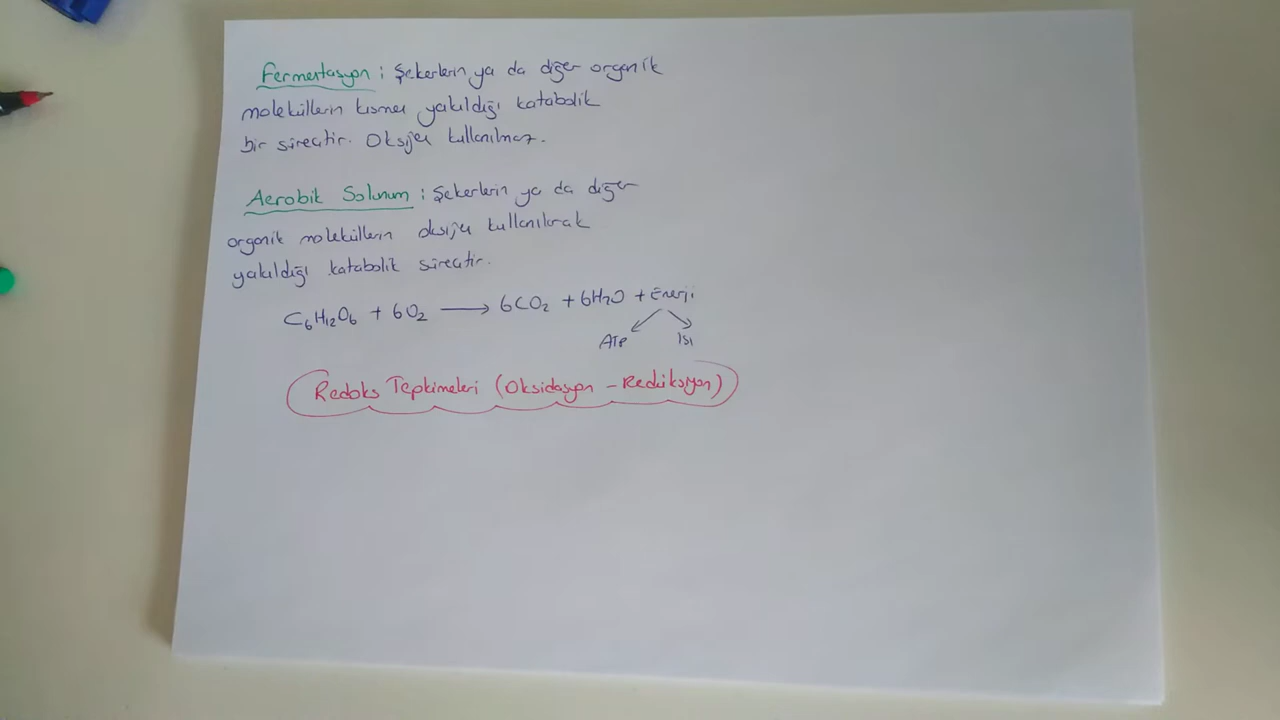 Fermentasyon : Şekerlerin ya da diğer organik
moleküllerin kısmen yakıldığı katabolik
bir süreçtir. Oksijen kullanılmaz.
Aerobik Solunum : Şekerlerin ya da diğer
organik moleküllerin oksijen kullanılarak
yakıldığı katabolik süreçtir.
C₆H₁₂O₆ + 6O₂ ⟶ 6CO₂ + 6H₂O + Enerji
ATP Isı
Redoks Tepkimeleri (Oksidasyon - Redüksiyon)